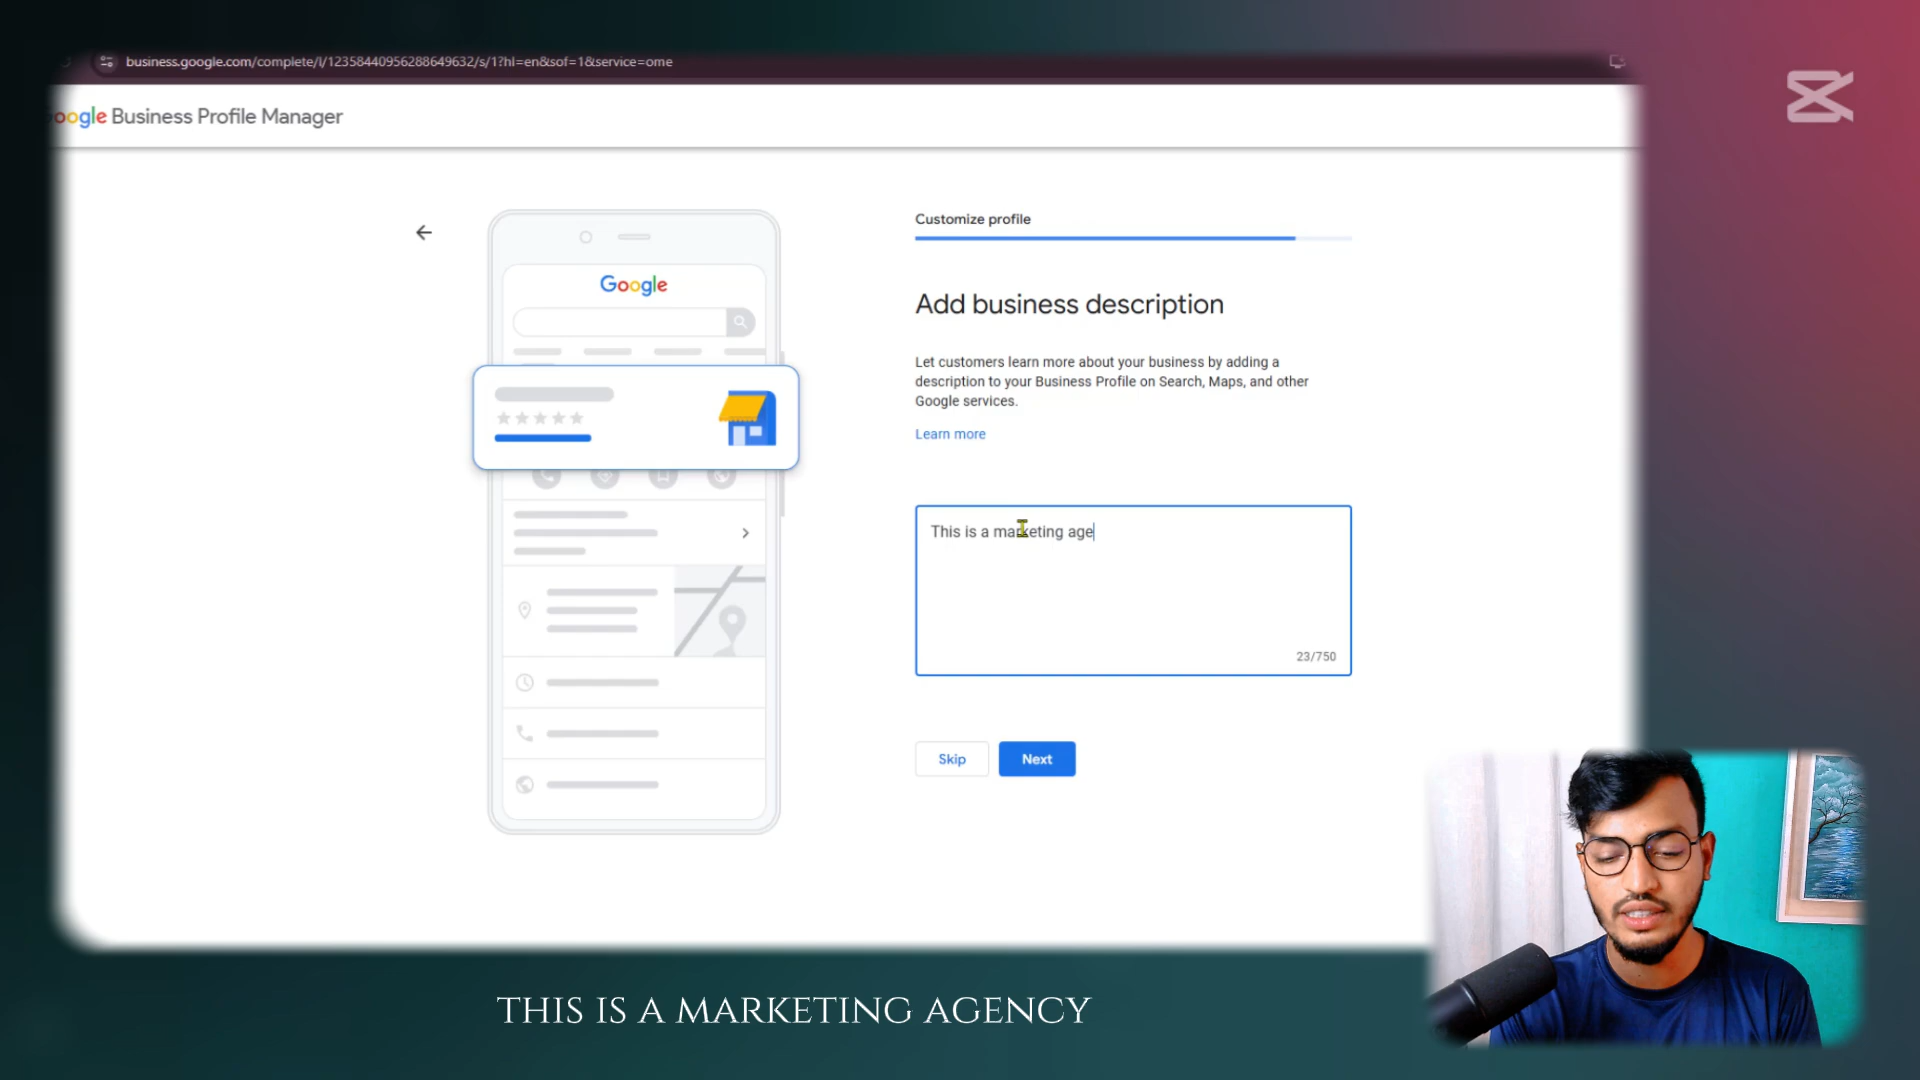 business.google.com/complete/l/12358440956288649632/s/1?hl=en&sof=1&service=ome
Google Business Profile Manager
Customize profile
Google
Add business description
Let customers learn more about your business by adding a
description to your Business Profile on Search, Maps, and other
Google services.
Learn more
This is a marketing age
23/750
Skip
Next
THIS IS A MARKETING AGENCY